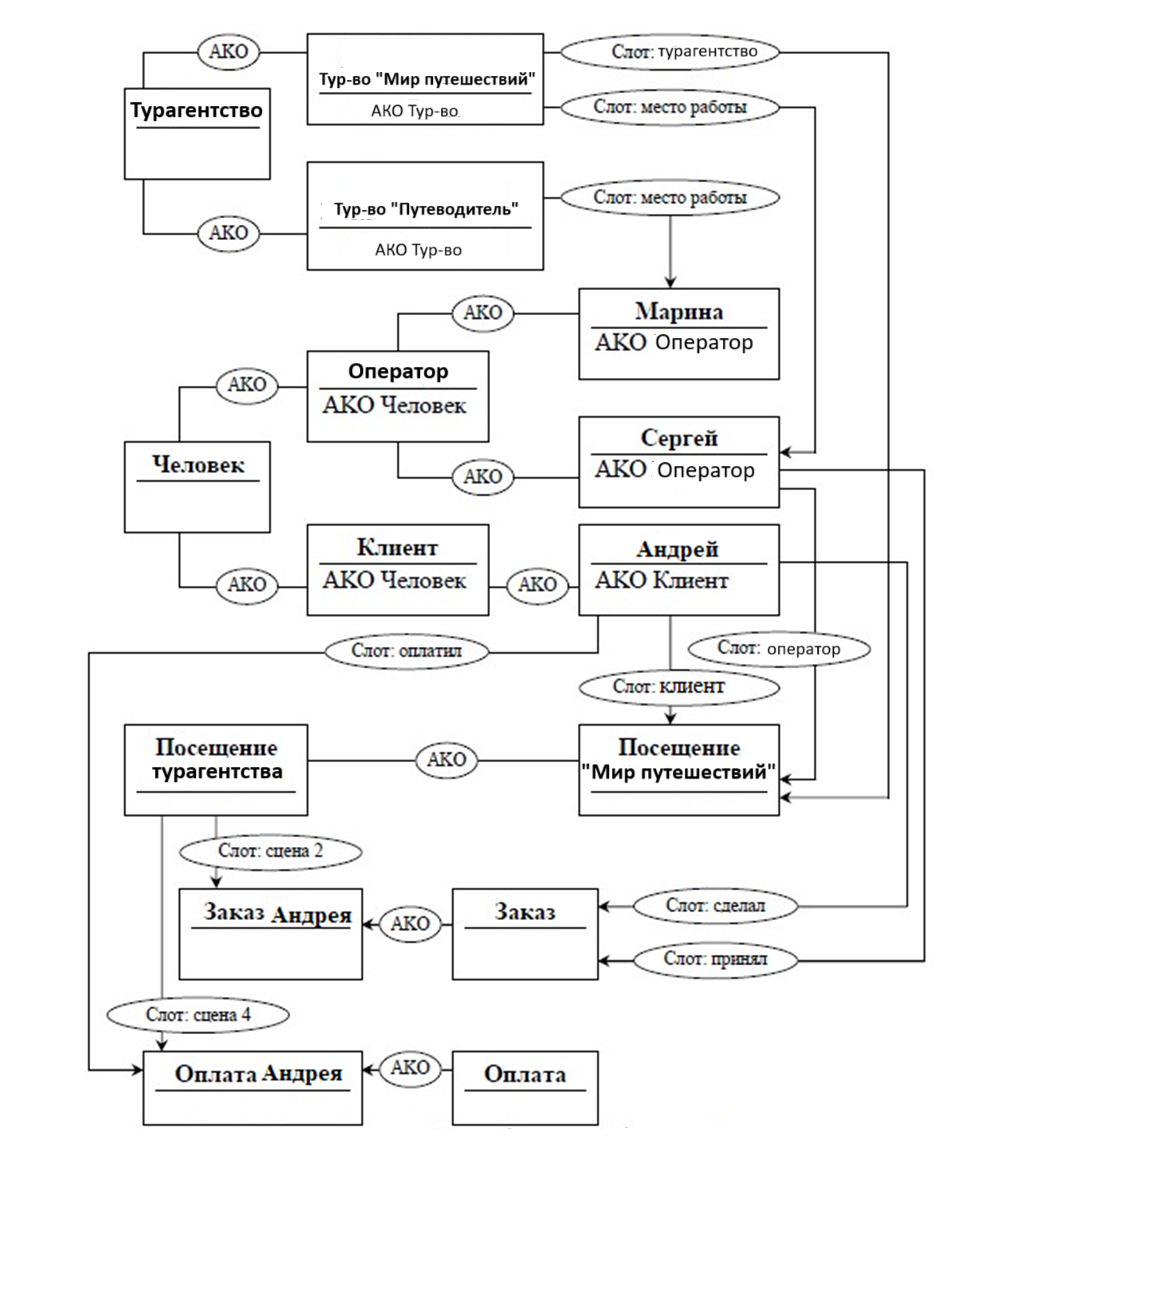 АКО
Тур-во "Мир путешествий"
АКО Тур-во
Слот: турагентство
Слот: место работы
Турагентство
Тур-во "Путеводитель"
АКО Тур-во
Слот: место работы
АКО
АКО
Марина
АКО Оператор
Оператор
АКО Человек
АКО
Сергей
АКО Оператор
Человек
АКО
Клиент
АКО Человек
Андрей
АКО Клиент
АКО
АКО
Слот: оплатил
Слот: оператор
Слот: клиент
Посещение
турагентства
АКО
Посещение
"Мир путешествий"
Слот: сцена 2
Заказ Андрея
АКО
Заказ
Слот: сделал
Слот: принял
Слот: сцена 4
Оплата Андрея
АКО
Оплата